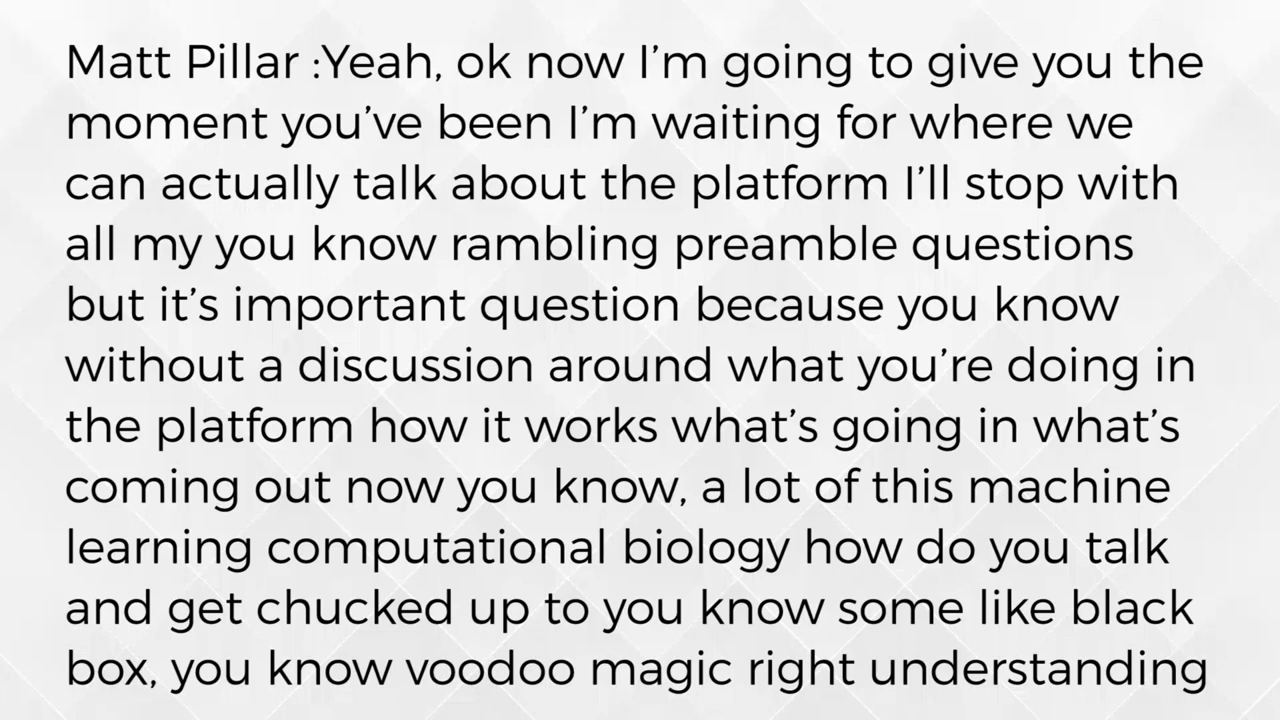 Matt Pillar :Yeah, ok now I’m going to give you the
moment you’ve been I’m waiting for where we
can actually talk about the platform I’ll stop with
all my you know rambling preamble questions
but it’s important question because you know
without a discussion around what you’re doing in
the platform how it works what’s going in what’s
coming out now you know, a lot of this machine
learning computational biology how do you talk
and get chucked up to you know some like black
box, you know voodoo magic right understanding